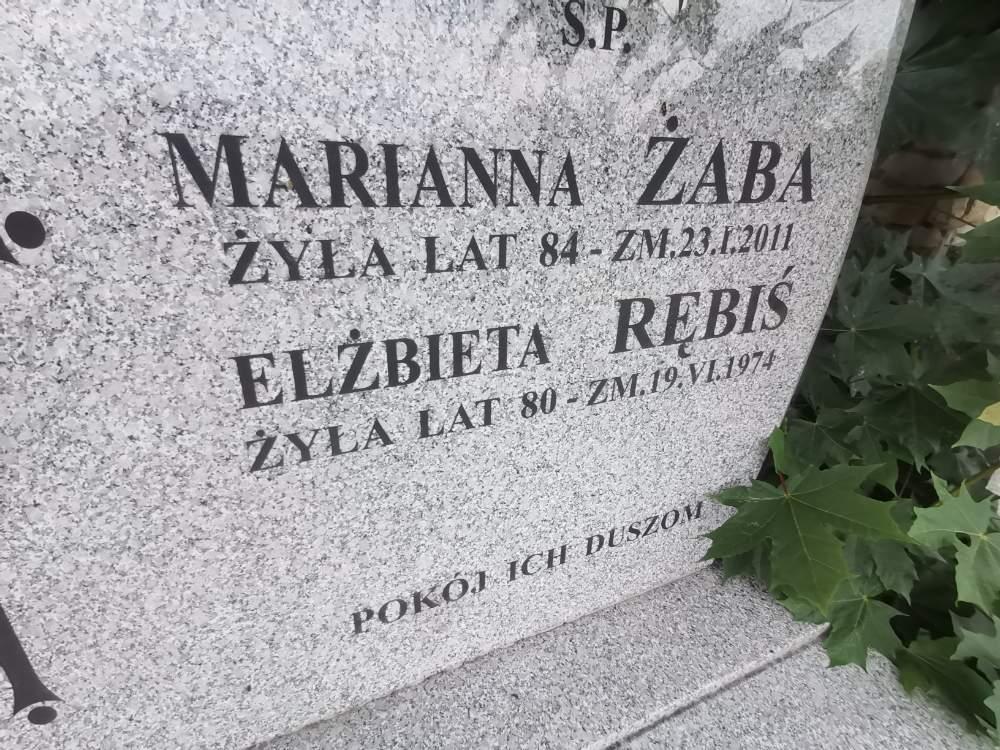 Ś.P.
MARIANNA ŻABA
ŻYŁA LAT 84 - ZM.23.I.2011
ELŻBIETA RĘBIŚ
ŻYŁA LAT 80 - ZM.19.VI.1974
POKÓJ ICH DUSZOM